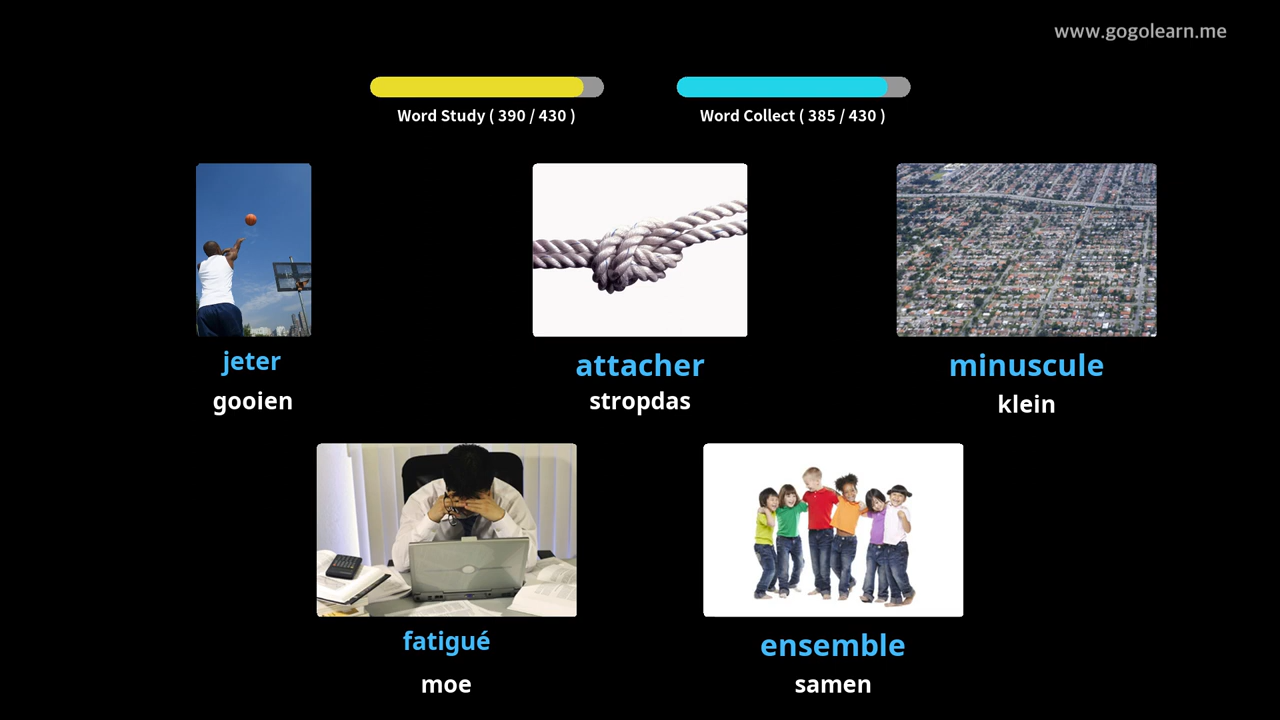 www.gogolearn.me
Word Study ( 390 / 430 )
Word Collect ( 385 / 430 )
jeter
gooien
attacher
stropdas
minuscule
klein
fatigué
moe
ensemble
samen